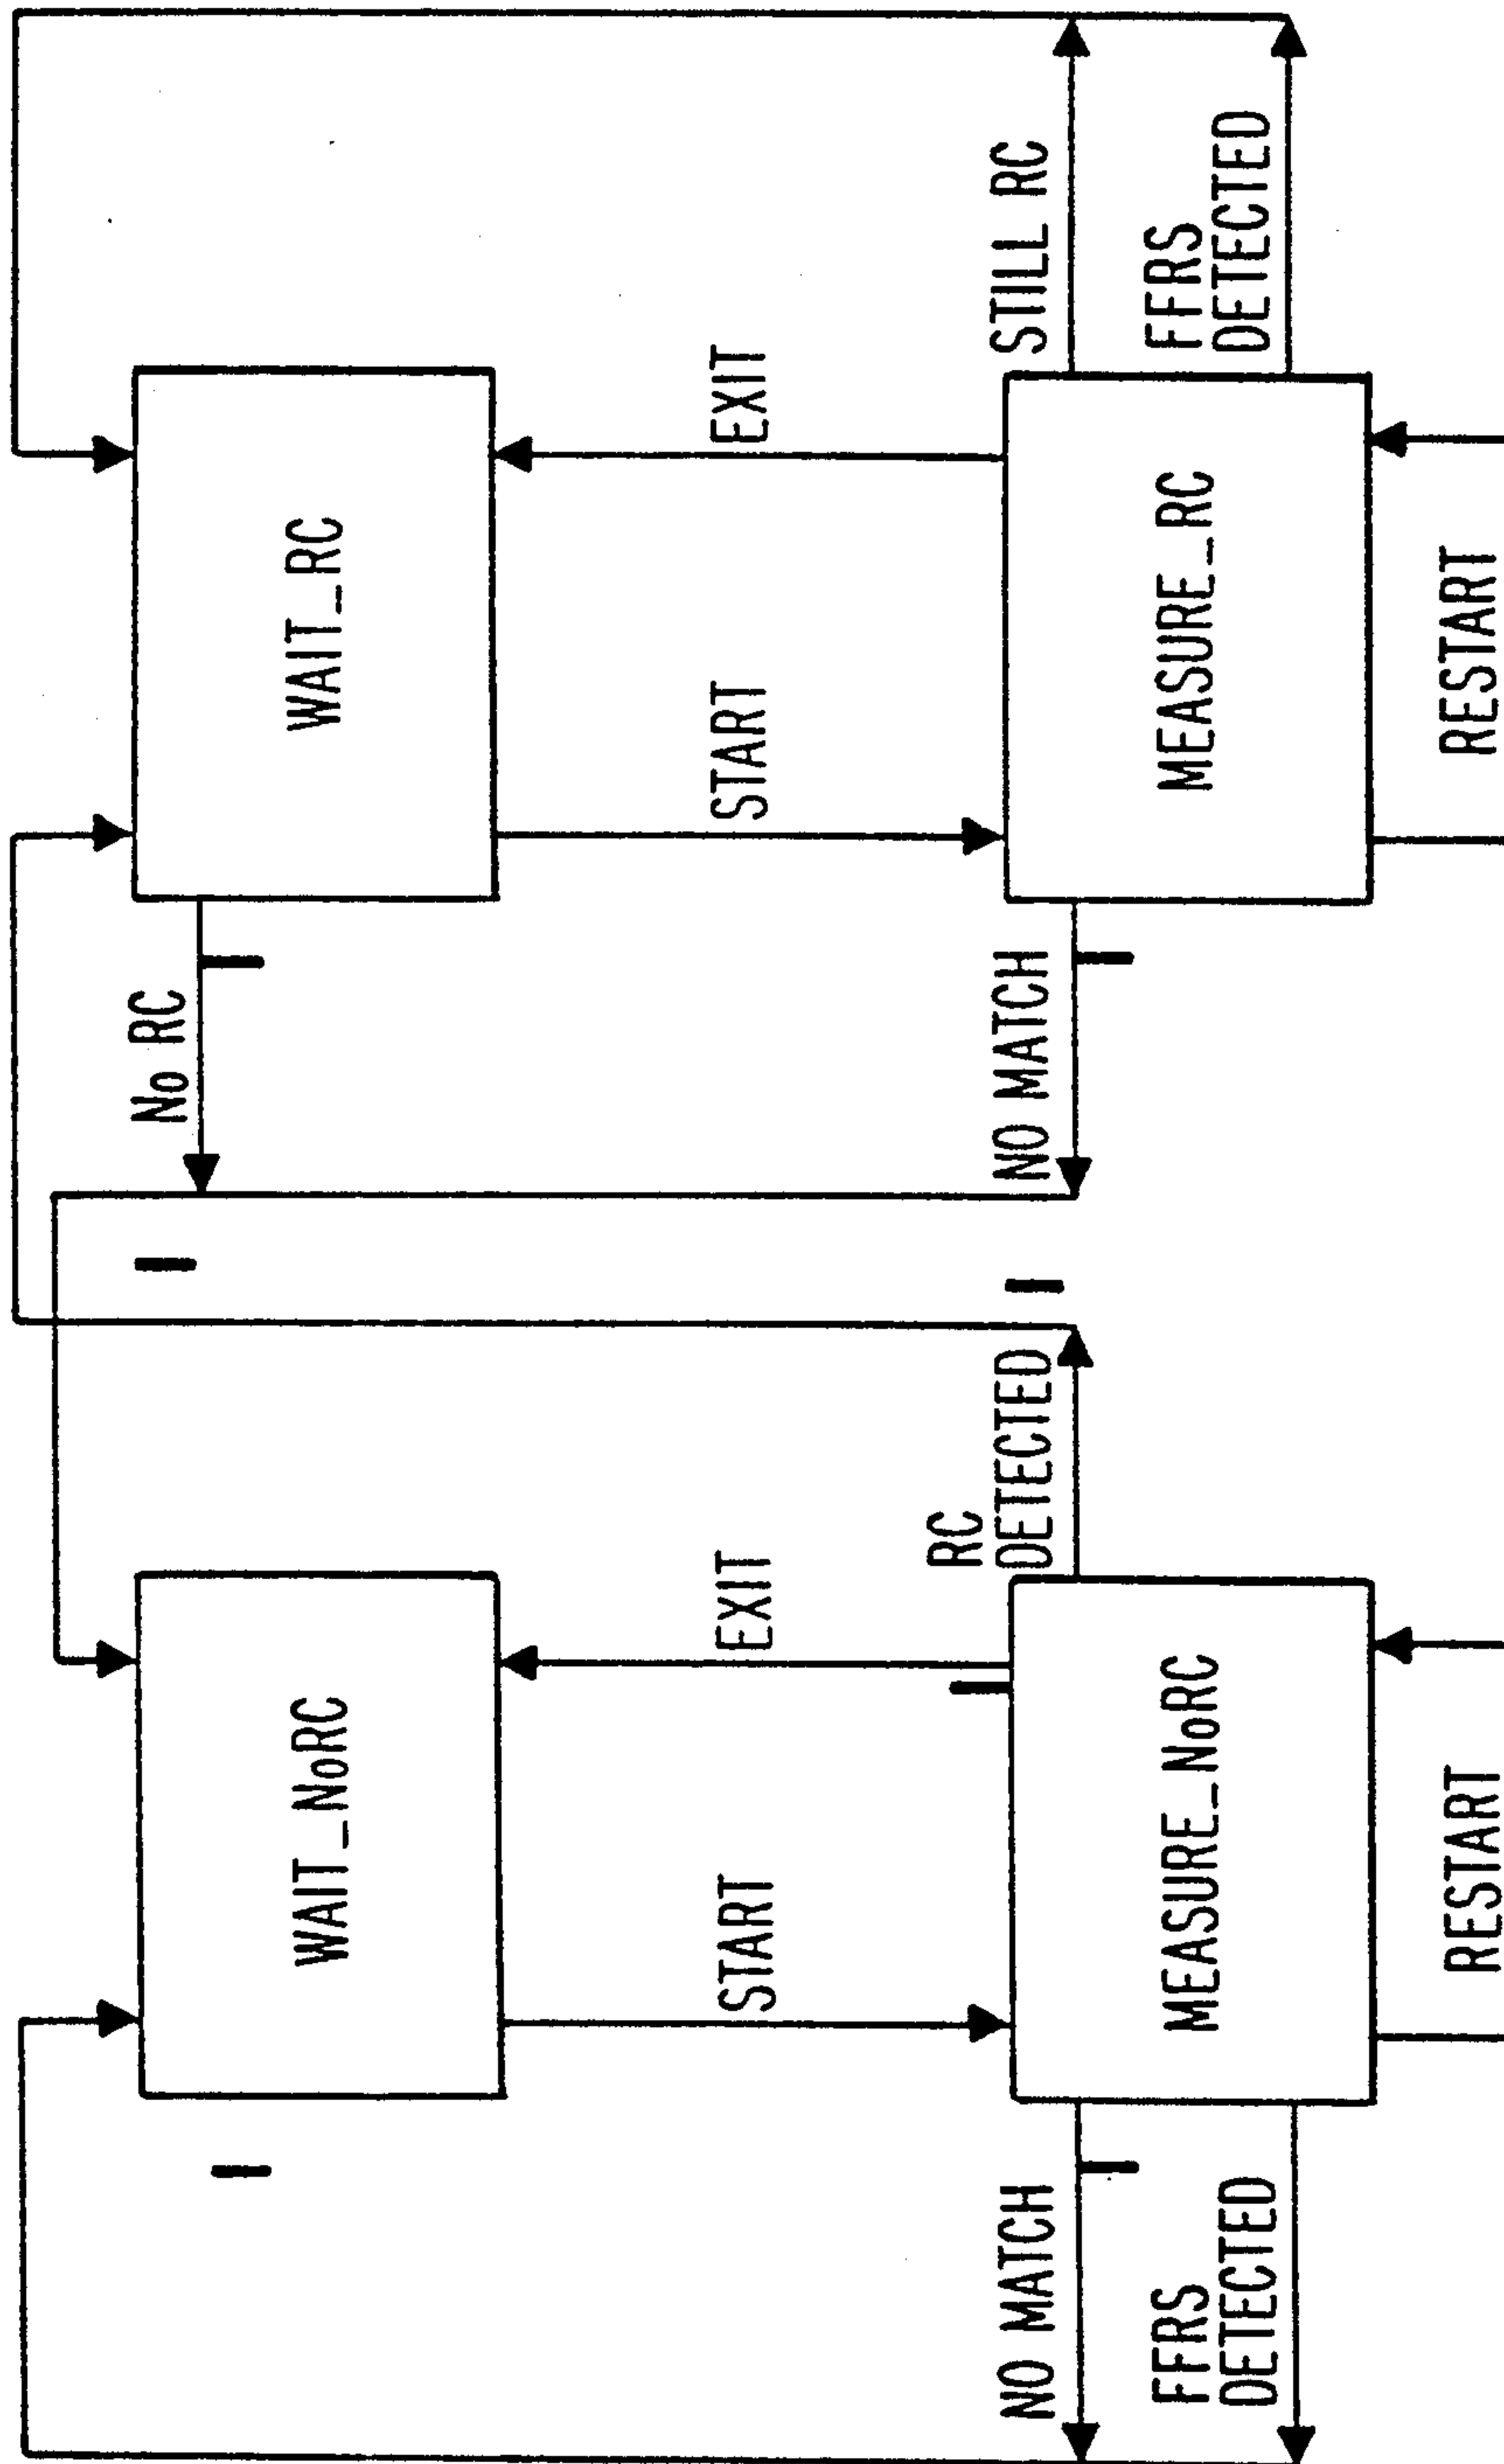 WAIT_NoRC
No RC
WAIT_RC
START
EXIT
START
EXIT
NO MATCH
FFRS
DETECTED
MEASURE_NoRC
RC
DETECTED
NO MATCH
MEASURE_RC
STILL RC
FFRS
DETECTED
RESTART
RESTART